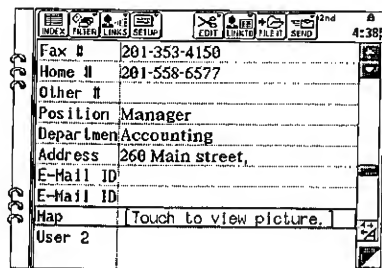 INDEX FILTER LINKS SETUP EDIT LINKTO FILE IT SEND 2nd 4:38
Fax # 201-353-4150
Home # 201-558-6577
Other #
Position Manager
Departmen Accounting
Address 260 Main street,
E-Mail ID
E-Mail ID
Map [Touch to view picture.]
User 2